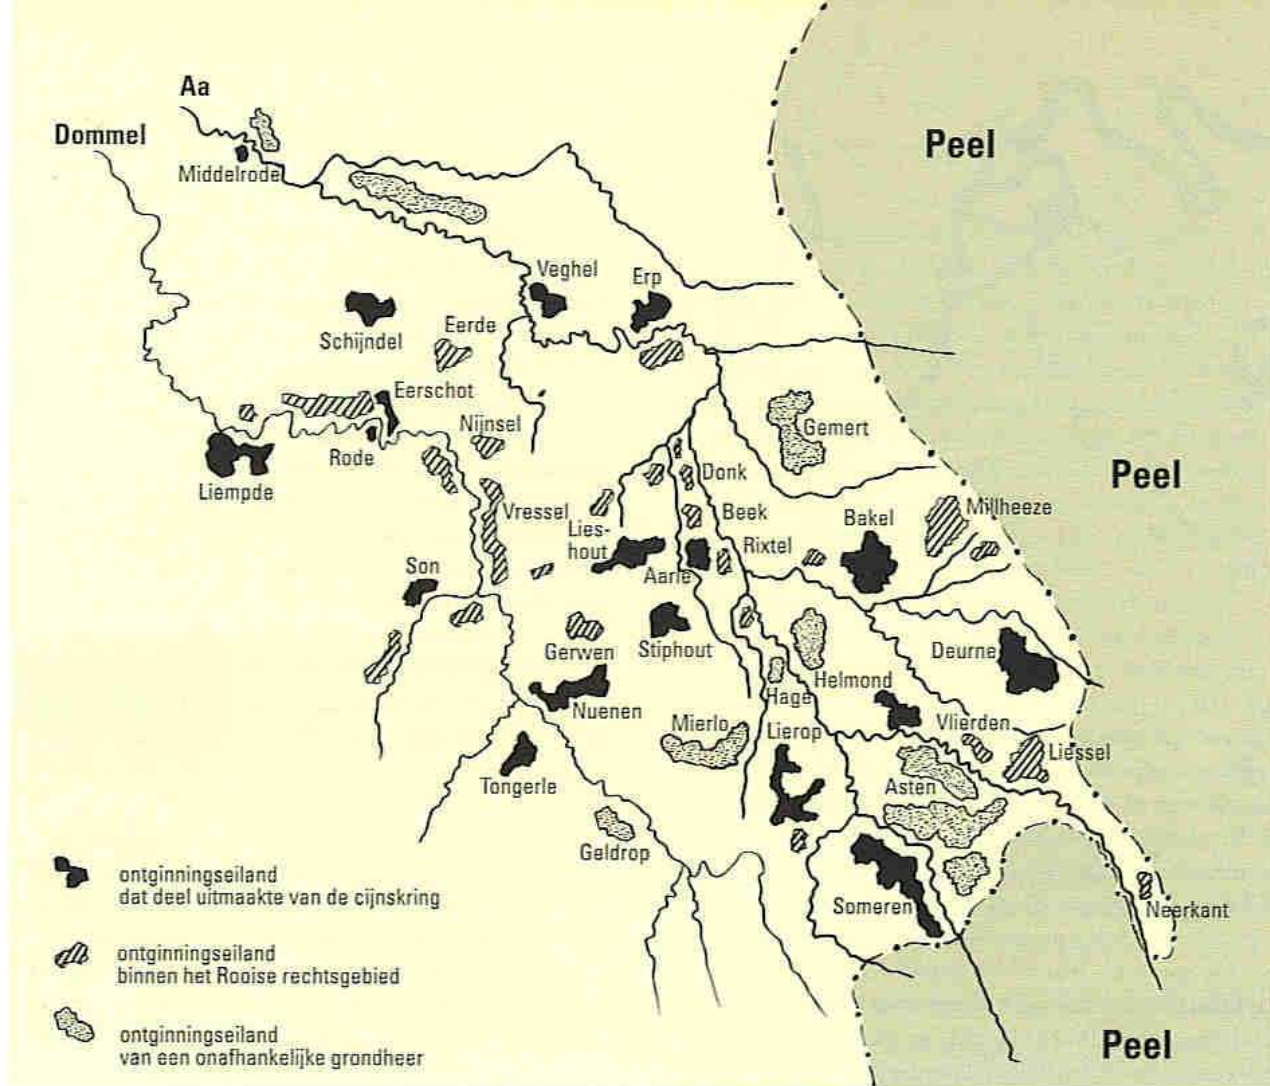 Aa
Dommel
Peel
Middelrode
Veghel
Erp
Schijndel
Eerde
Eerschot
Gemert
Nijnsel
Rode
Liempde
Donk
Peel
Vressel
Lies-
hout
Beek
Bakel
Millheeze
Rixtel
Son
Aarle
Gerwen
Stiphout
Deurne
Helmond
Hage
Nuenen
Mierlo
Lierop
Vlierden
Liessel
Tongerle
Asten
Geldrop
Someren
Neerkant
Peel
ontginningseiland
dat deel uitmaakte van de cijnskring
ontginningseiland
binnen het Rooise rechtsgebied
ontginningseiland
van een onafhankelijke grondheer